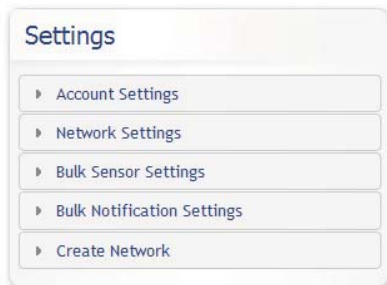 Settings
Account Settings
Network Settings
Bulk Sensor Settings
Bulk Notification Settings
Create Network